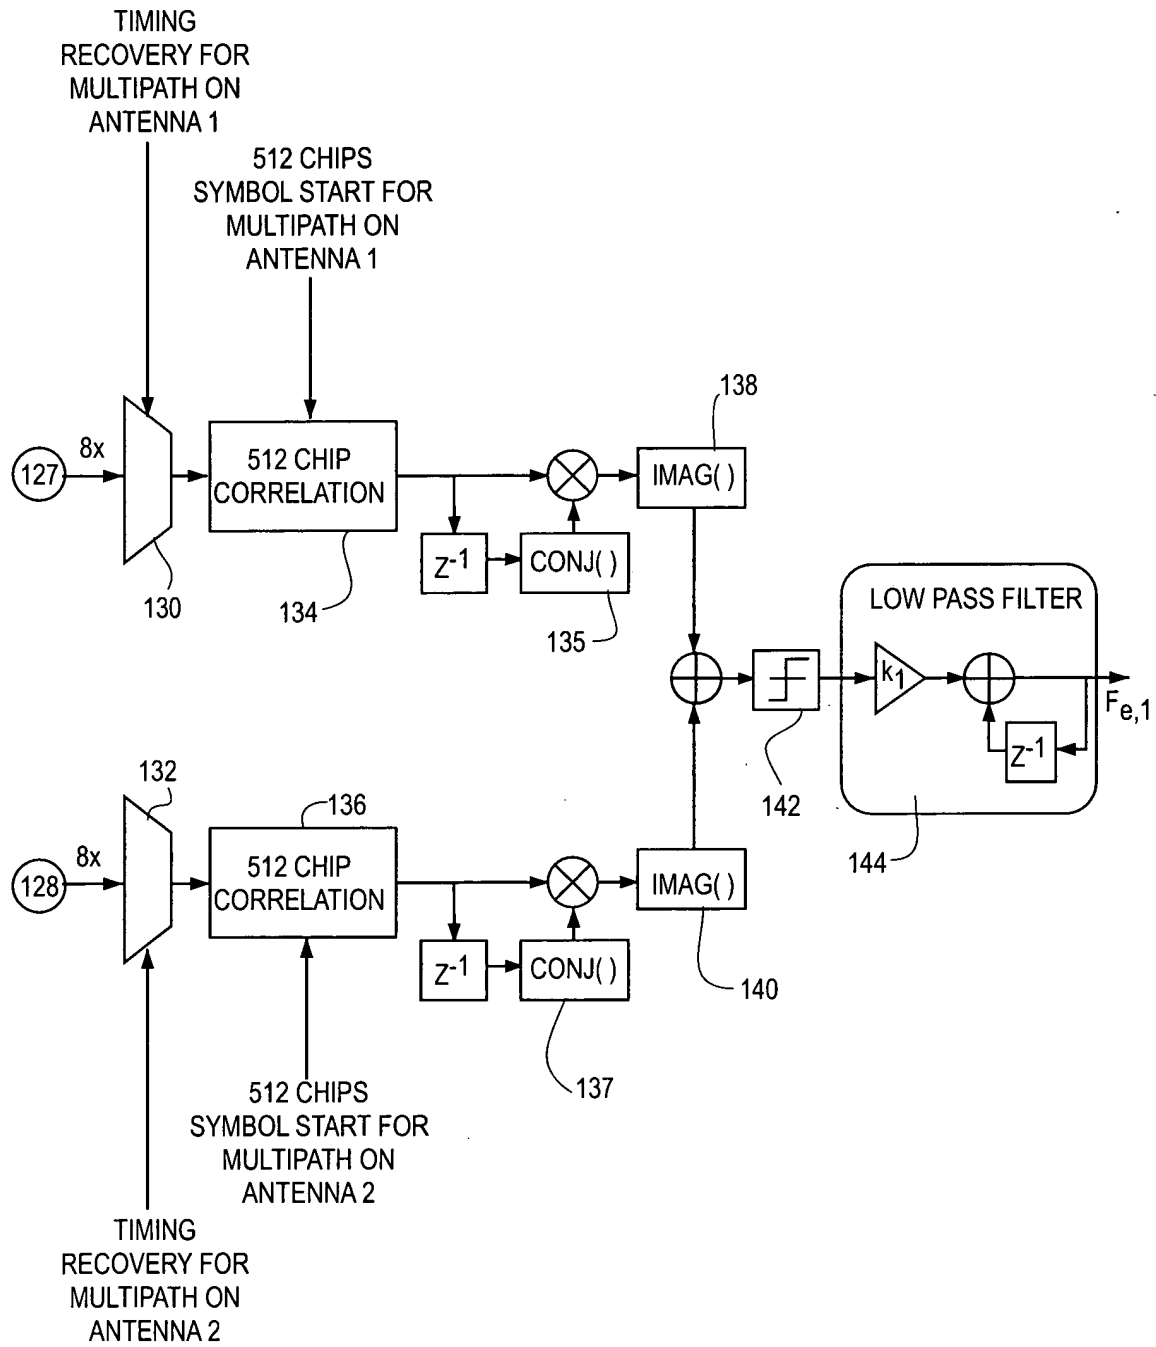 TIMING
RECOVERY FOR
MULTIPATH ON
ANTENNA 1
512 CHIPS
SYMBOL START FOR
MULTIPATH ON
ANTENNA 1
138
127
8x
512 CHIP
CORRELATION
IMAG( )
Z-1
CONJ( )
130
134
135
LOW PASS FILTER
k1
Fe,1
Z-1
142
144
132
136
128
8x
512 CHIP
CORRELATION
IMAG( )
Z-1
CONJ( )
140
137
512 CHIPS
SYMBOL START FOR
MULTIPATH ON
ANTENNA 2
TIMING
RECOVERY FOR
MULTIPATH ON
ANTENNA 2